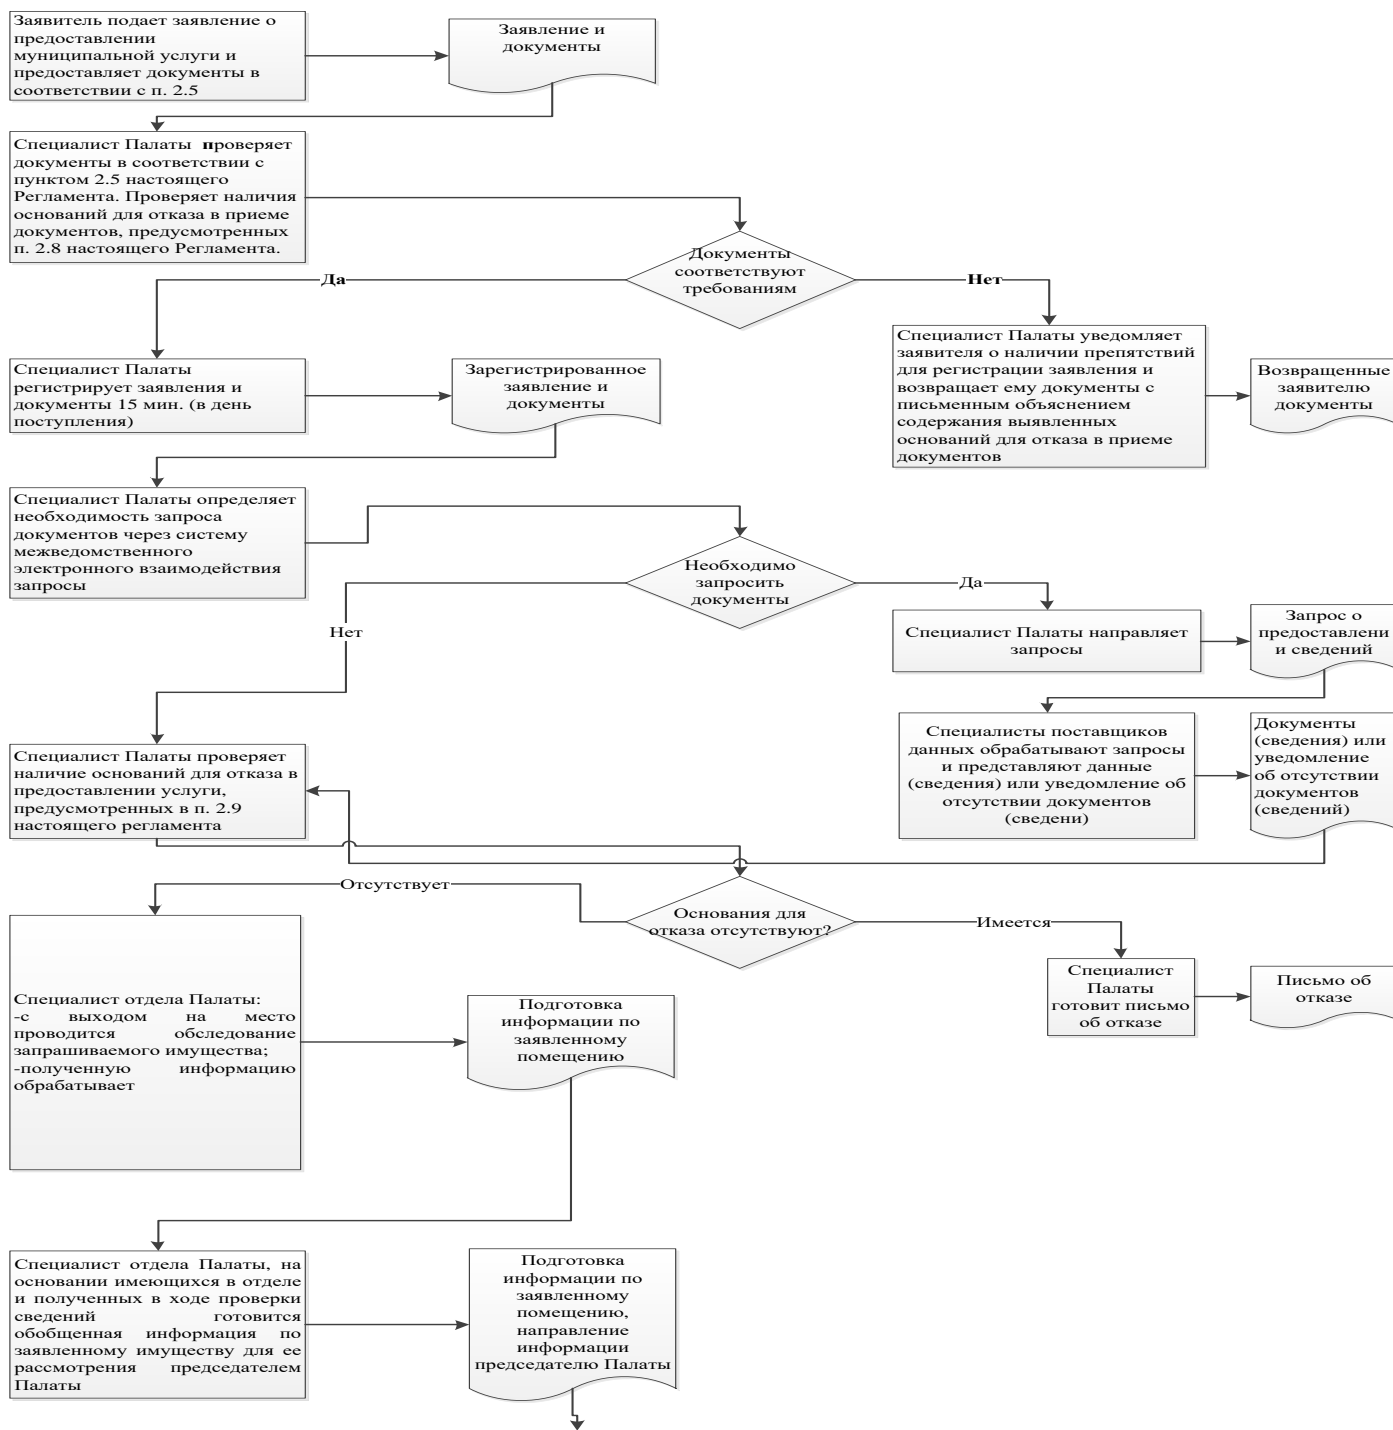 Заявитель подает заявление о
предоставлении
муниципальной услуги и
предоставляет документы в
соответствии с п. 2.5
Заявление и
документы
Специалист Палаты проверяет
документы в соответствии с
пунктом 2.5 настоящего
Регламента. Проверяет наличия
оснований для отказа в приеме
документов, предусмотренных
п. 2.8 настоящего Регламента.
Документы
соответствуют
требованиям
Да
Нет
Специалист Палаты
регистрирует заявления и
документы 15 мин. (в день
поступления)
Зарегистрированное
заявление и
документы
Специалист Палаты уведомляет
заявителя о наличии препятствий
для регистрации заявления и
возвращает ему документы с
письменным объяснением
содержания выявленных
оснований для отказа в приеме
документов
Возвращенные
заявителю
документы
Специалист Палаты определяет
необходимость запроса
документов через систему
межведомственного
электронного взаимодействия
запросы
Необходимо
запросить
документы
Да
Нет
Специалист Палаты направляет
запросы
Запрос о
предоставлени
и сведений
Специалисты поставщиков
данных обрабатывают запросы
и представляют данные
(сведения) или уведомление об
отсутствии документов
(сведени)
Документы
(сведения) или
уведомление
об отсутствии
документов
(сведений)
Специалист Палаты проверяет
наличие оснований для отказа в
предоставлении услуги,
предусмотренных в п. 2.9
настоящего регламента
Отсутствует
Основания для
отказа отсутствуют?
Имеется
Специалист
Палаты
готовит письмо
об отказе
Письмо об
отказе
Специалист отдела Палаты:
-с выходом на место
проводится обследование
запрашиваемого имущества;
-полученную информацию
обрабатывает
Подготовка
информации по
заявленному
помещению
Специалист отдела Палаты, на
основании имеющихся в отделе
и полученных в ходе проверки
сведений готовится
обобщенная информация по
заявленному имуществу для ее
рассмотрения председателем
Палаты
Подготовка
информации по
заявленному
помещению,
направление
информации
председателю Палаты